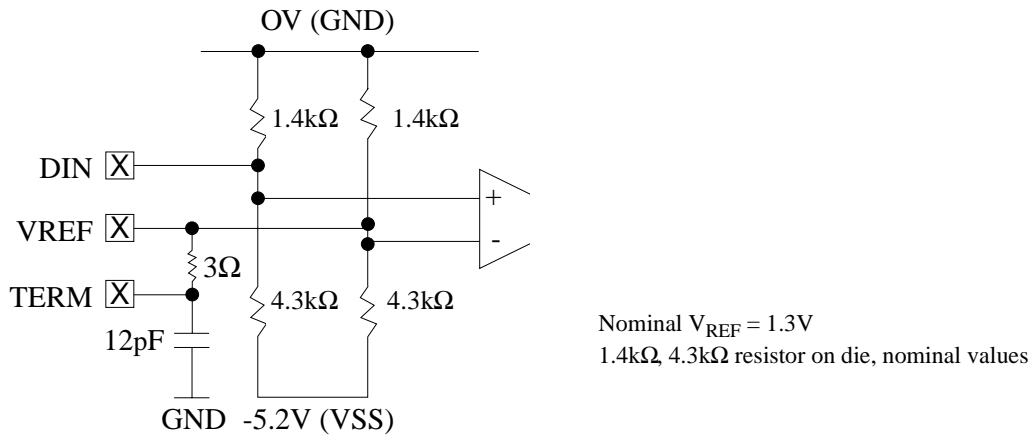 OV (GND)
1.4kΩ 1.4kΩ
DIN X
+
VREF X
-
3Ω
TERM X
4.3kΩ 4.3kΩ
12pF
Nominal VREF = 1.3V
1.4kΩ, 4.3kΩ resistor on die, nominal values
GND -5.2V (VSS)